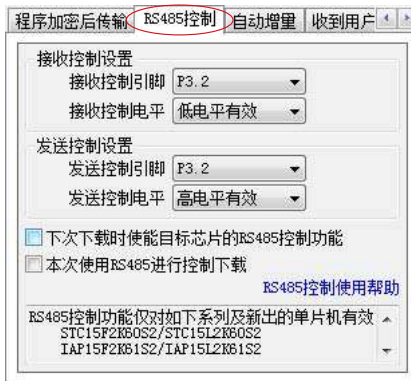 程序加密后传输 RS485控制 自动增量 收到用户
接收控制设置
接收控制引脚 P3.2
接收控制电平 低电平有效
发送控制设置
发送控制引脚 P3.2
发送控制电平 高电平有效
下次下载时使能目标芯片的RS485控制功能
本次使用RS485进行控制下载
RS485控制使用帮助
RS485控制功能仅对如下系列及新出的单片机有效
STC15F2K60S2/STC15L2K60S2
IAP15F2K61S2/IAP15L2K61S2